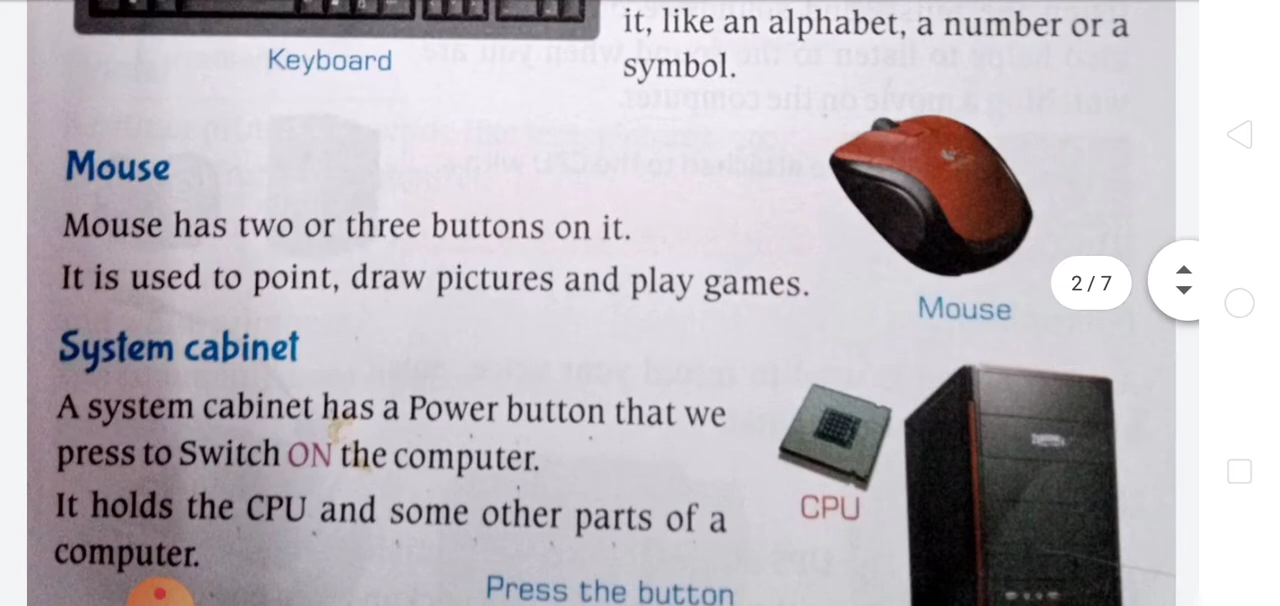 it, like an alphabet, a number or a
Keyboard
symbol.
Mouse
Mouse has two or three buttons on it.
It is used to point, draw pictures and play games.
2/7
Mouse
System cabinet
A system cabinet has a Power button that we
press to Switch ON the computer.
CPU
It holds the CPU and some other parts of a
computer.
Press the button